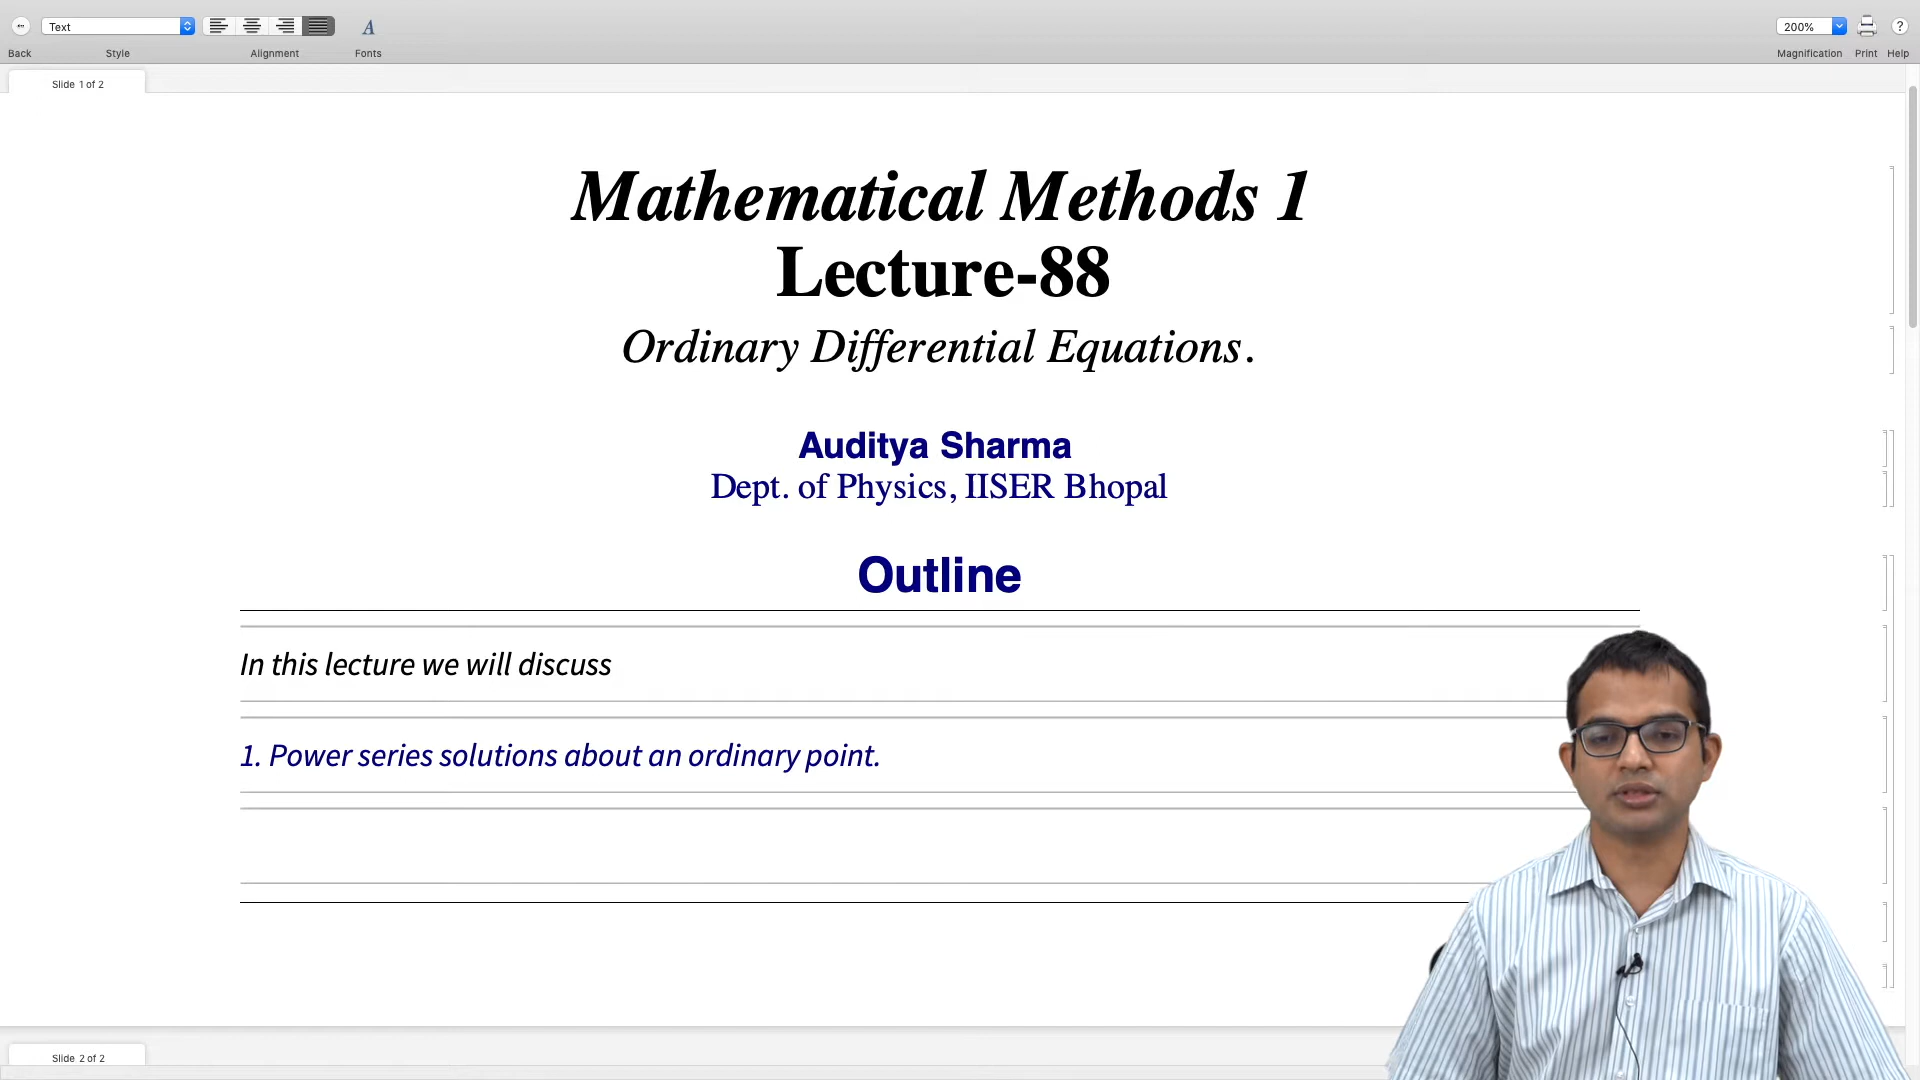 Text
Back
Style
Alignment
Fonts
200%
Magnification
Print
Help
?
Slide 1 of 2
Mathematical Methods 1
Lecture-88
Ordinary Differential Equations.
Auditya Sharma
Dept. of Physics, IISER Bhopal
Outline
In this lecture we will discuss
1. Power series solutions about an ordinary point.
Slide 2 of 2